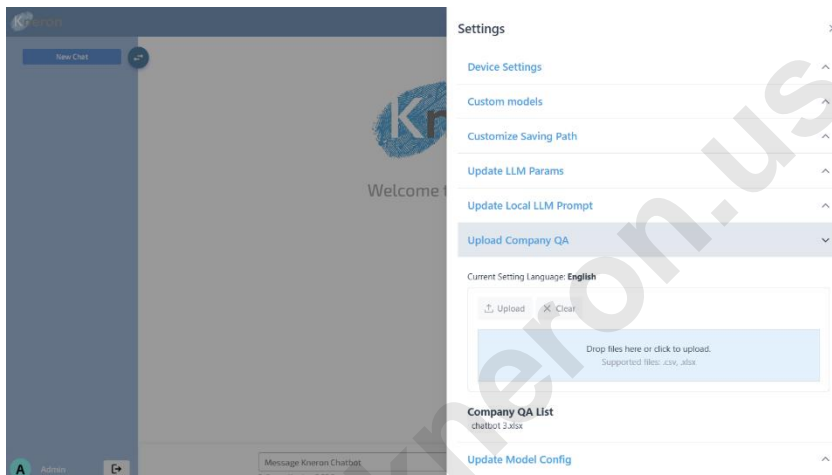 Kneron
New Chat
Welcome t
A Admin
Message Kneron Chatbot
Settings
Device Settings
Custom models
Customize Saving Path
Update LLM Params
Update Local LLM Prompt
Upload Company QA
Current Setting Language: English
Upload Clear
Drop files here or click to upload.
Supported files: .csv, .xlsx
Company QA List
chatbot 3.xlsx
Update Model Config
kneron.us